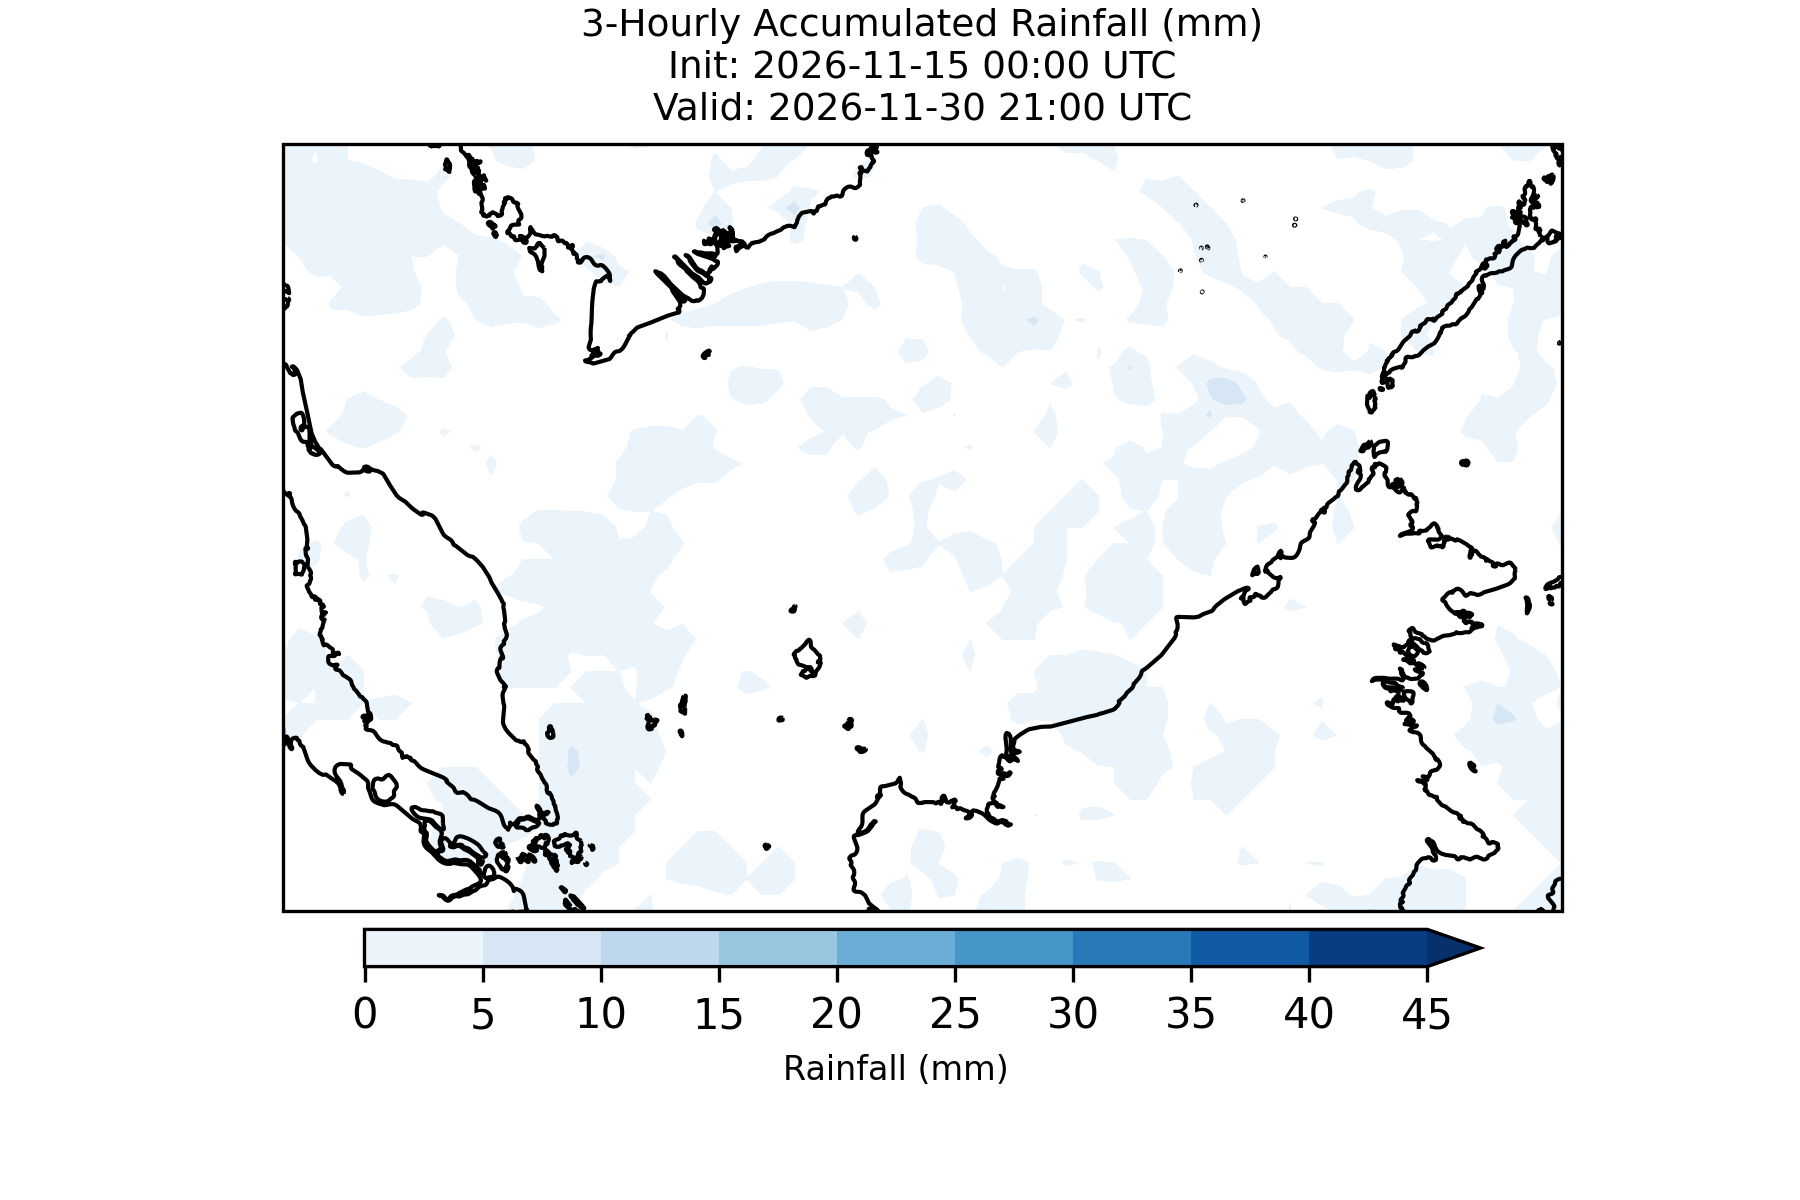 3-Hourly Accumulated Rainfall (mm)
Init: 2026-11-15 00:00 UTC
Valid: 2026-11-30 21:00 UTC
0 5 10 15 20 25 30 35 40 45
Rainfall (mm)